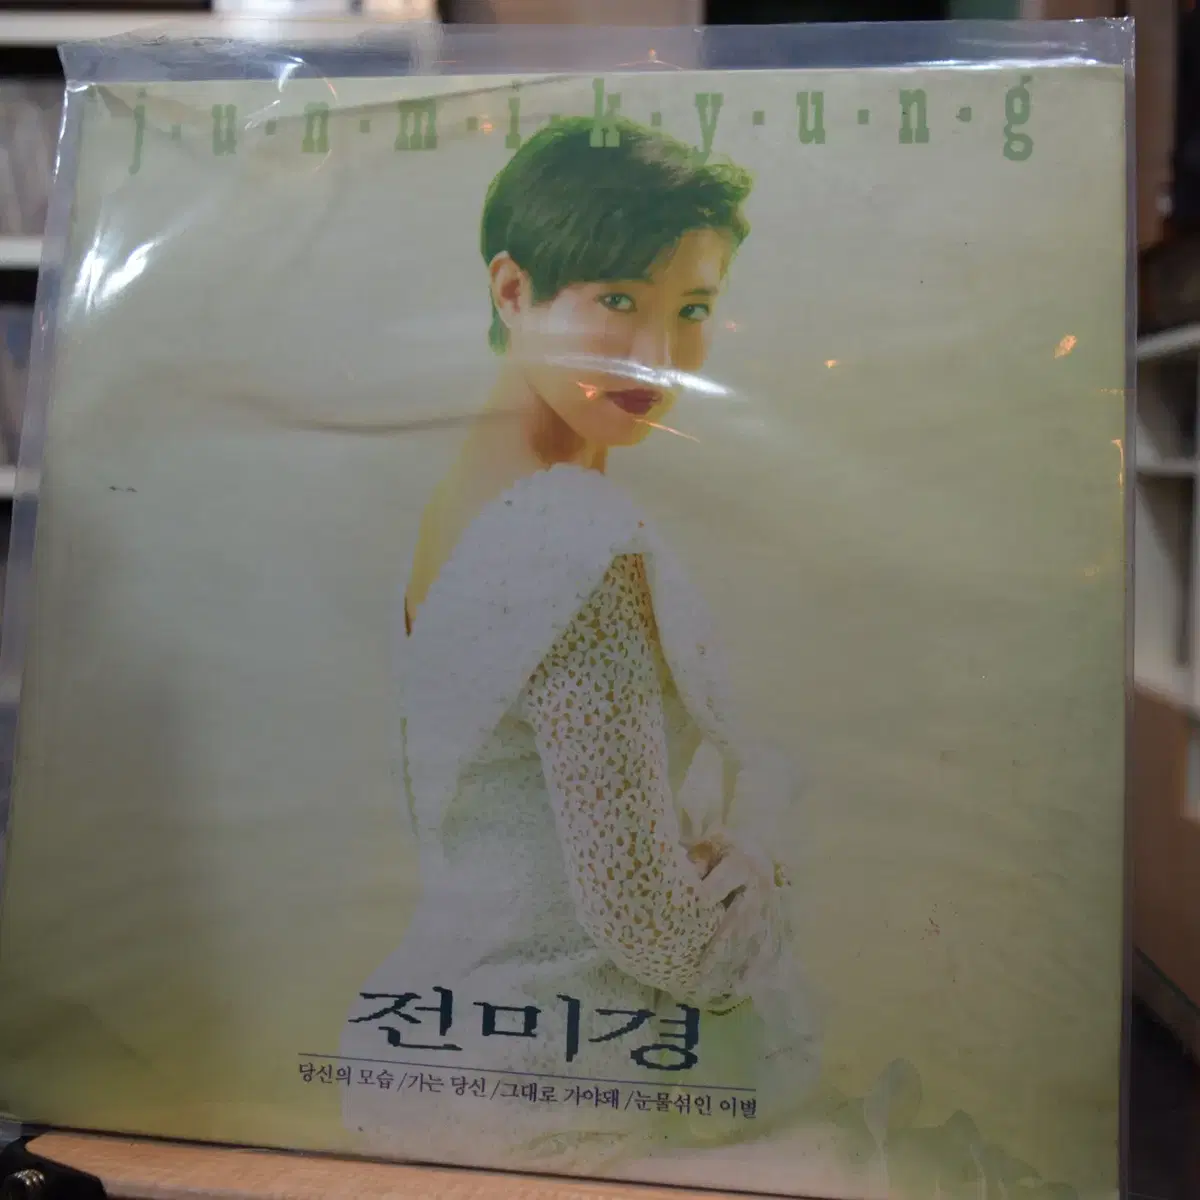 j·u·n·m·i·k·y·u·n·g
전미경
당신의 모습/가는 당신/그대로 가야돼/눈물섞인 이별